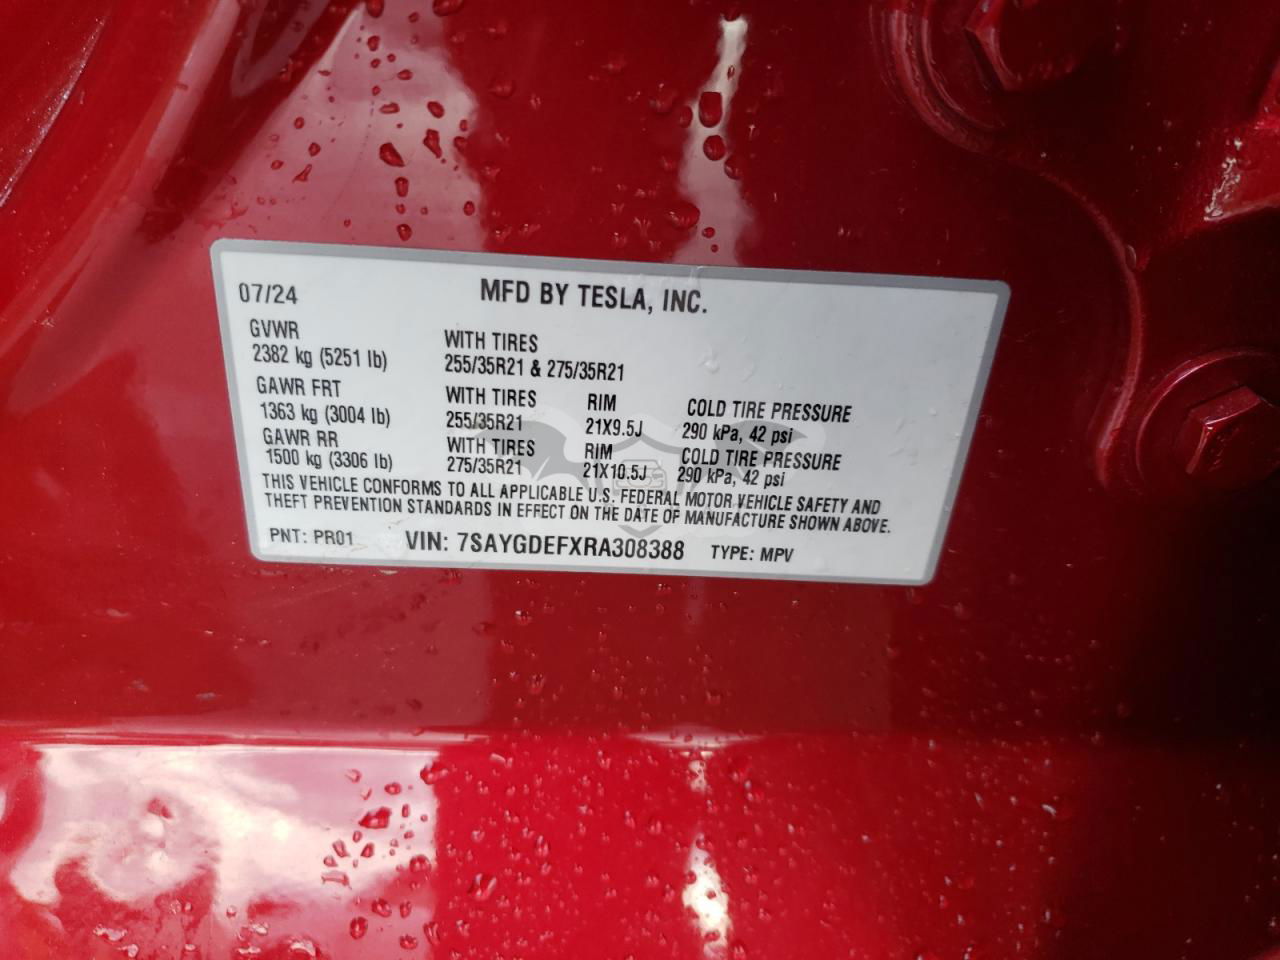 07/24 MFD BY TESLA, INC.
GVWR
2382 kg (5251 lb)
WITH TIRES
255/35R21 & 275/35R21
GAWR FRT
1363 kg (3004 lb)
WITH TIRES
255/35R21
RIM
21X9.5J
COLD TIRE PRESSURE
290 kPa, 42 psi
GAWR RR
1500 kg (3306 lb)
WITH TIRES
275/35R21
RIM
21X10.5J
COLD TIRE PRESSURE
290 kPa, 42 psi
THIS VEHICLE CONFORMS TO ALL APPLICABLE U.S. FEDERAL MOTOR VEHICLE SAFETY AND
THEFT PREVENTION STANDARDS IN EFFECT ON THE DATE OF MANUFACTURE SHOWN ABOVE.
PNT: PR01 VIN: 7SAYGDEFXRA308388 TYPE: MPV